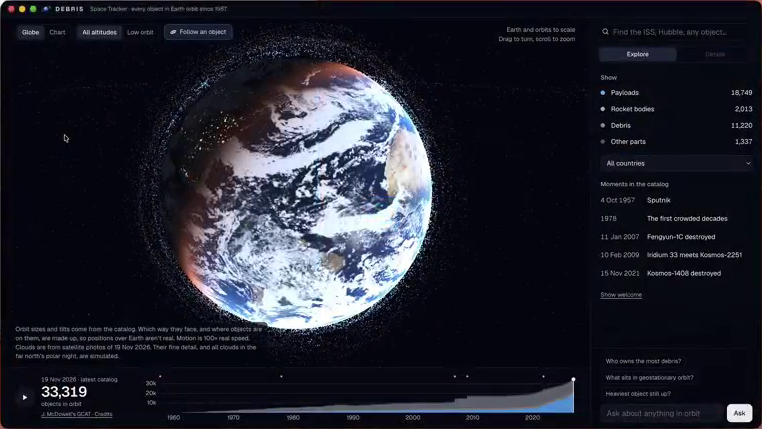 DEBRIS Space Tracker · every object in Earth orbit since 1957
Globe Chart All altitudes Low orbit Follow an object
Earth and orbits to scale
Drag to turn, scroll to zoom
Find the ISS, Hubble, any object...
Explore Details
Show
Payloads 18,749
Rocket bodies 2,013
Debris 11,220
Other parts 1,337
All countries
Moments in the catalog
4 Oct 1957 Sputnik
1978 The first crowded decades
11 Jan 2007 Fengyun-1C destroyed
10 Feb 2009 Iridium 33 meets Kosmos-2251
15 Nov 2021 Kosmos-1408 destroyed
Show welcome
Orbit sizes and tilts come from the catalog. Which way they face, and where objects are
on them, are made up, so positions over Earth aren't real. Motion is 100× real speed.
Clouds are from satellite photos of 19 Nov 2026. Their fine detail, and all clouds in the
far north's polar night, are simulated.
19 Nov 2026 · latest catalog
33,319
objects in orbit
J. McDowell's GCAT · Credits
30k
20k
10k
1960 1970 1980 1990 2000 2010 2020
Who owns the most debris?
What sits in geostationary orbit?
Heaviest object still up?
Ask about anything in orbit
Ask